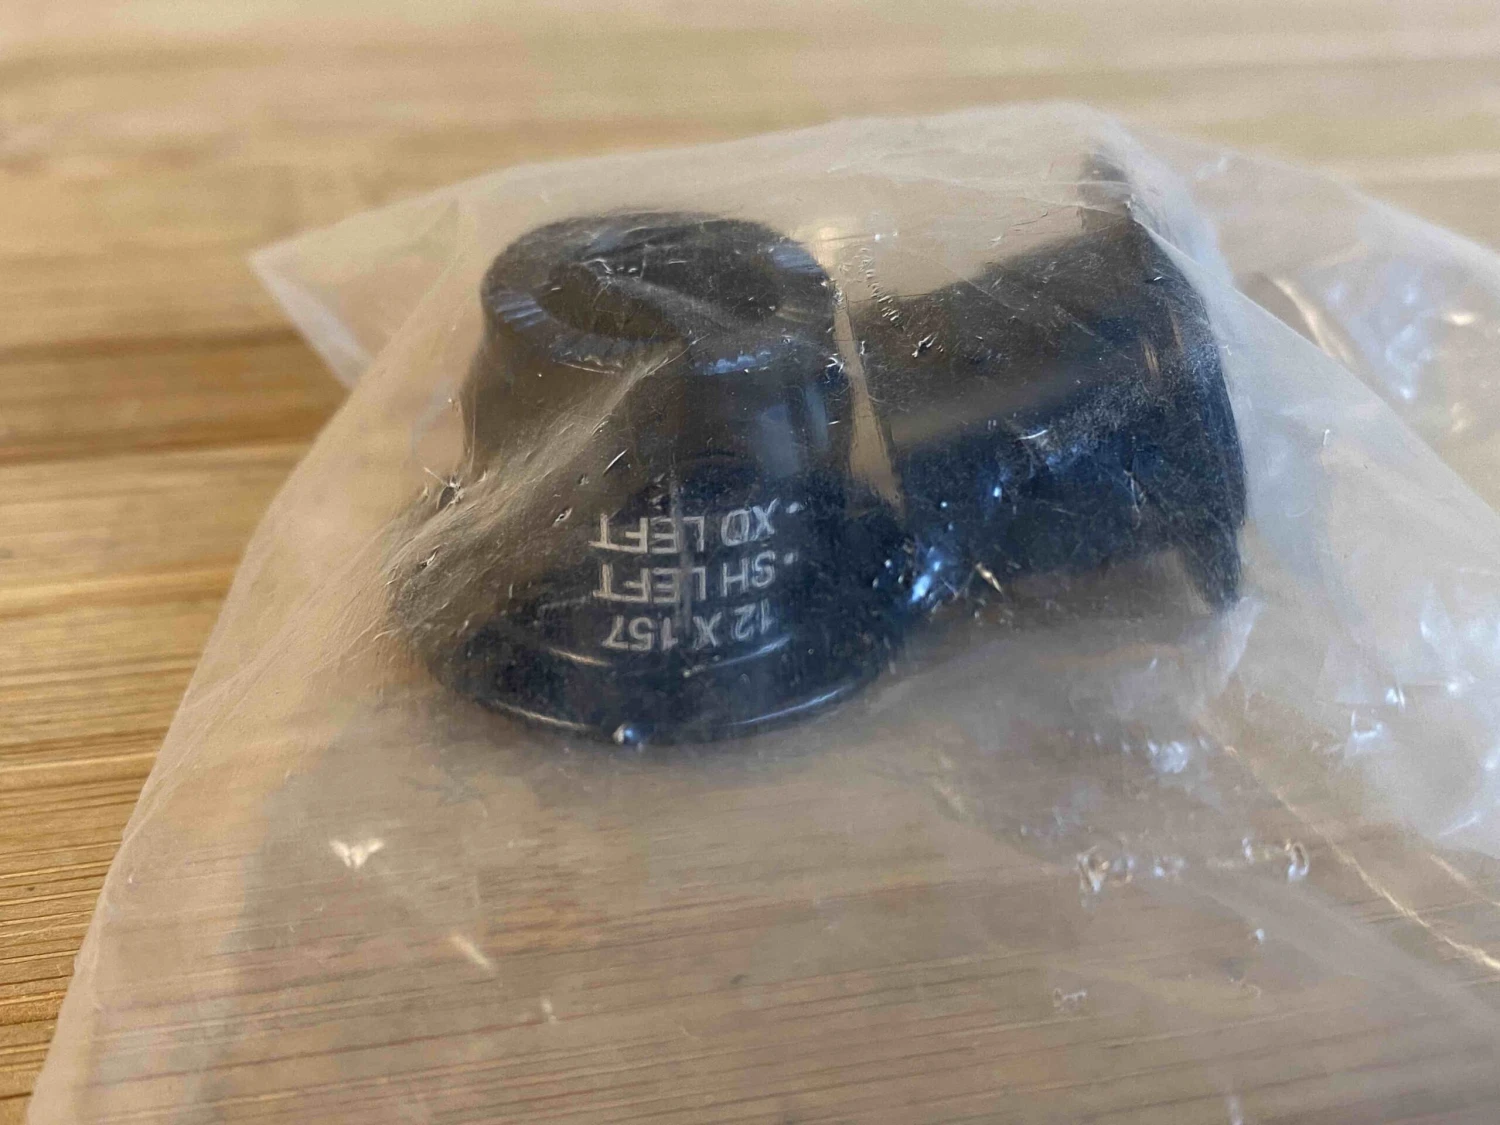 12 X 157
• SH LEFT
• XD LEFT